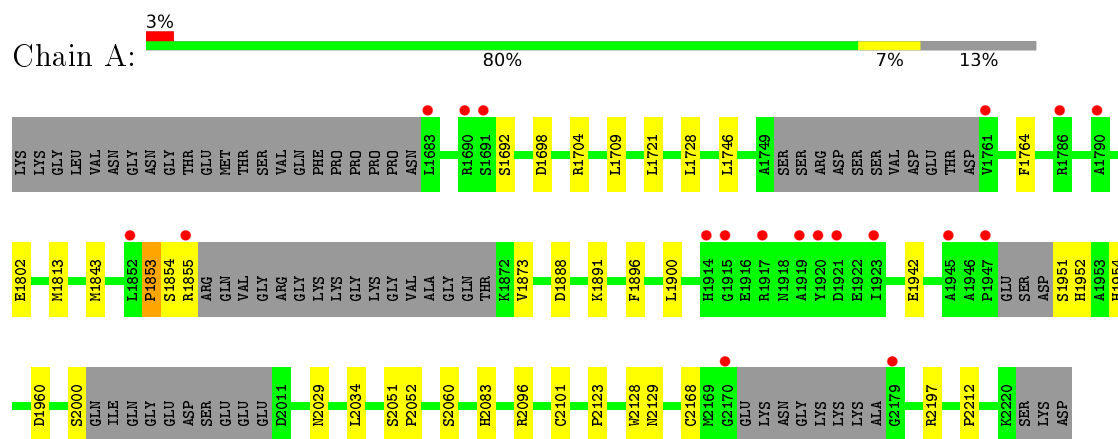 3%
Chain A:
80% 7% 13%
LYS LYS GLY LEU VAL ASN GLY ASN GLY THR GLU MET THR SER VAL GLN PHE PRO PRO PRO PRO ASN L1683 R1690 S1691 S1692 D1698 R1704 L1709 L1721 L1728 L1746 A1749 SER SER ARG ASP SER SER VAL ASP GLU THR ASP V1761 F1764 R1786 A1790
E1802 M1813 M1843 L1852 P1853 S1854 R1855 ARG GLN VAL GLY ARG GLY LYS LYS GLY LYS GLY VAL ALA GLY GLN THR K1872 V1873 D1888 K1891 F1896 L1900 H1914 G1915 E1916 R1917 N1918 A1919 Y1920 D1921 E1922 I1923 E1942 A1945 A1946 P1947 GLU SER ASP S1951 H1952 A1953 H1954
D1960 S2000 GLN ILE GLN GLY GLU ASP SER GLU GLU GLU D2011 N2029 L2034 S2051 P2052 S2060 H2083 R2096 C2101 P2123 W2128 N2129 C2168 M2169 G2170 GLU LYS ASN GLY LYS LYS LYS ALA G2179 R2197 P2212 K2220 SER LYS ASP